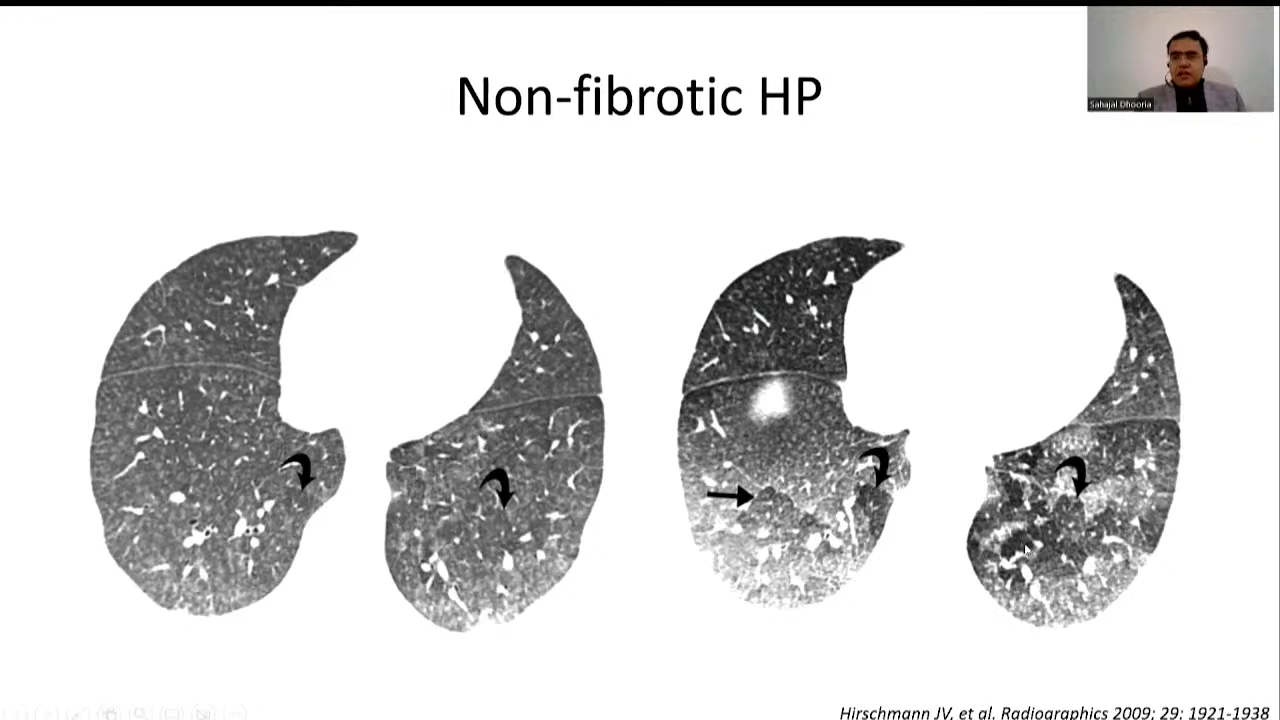 Non-fibrotic HP
Sahajal Dhooria
Hirschmann JV, et al. Radiographics 2009; 29: 1921-1938